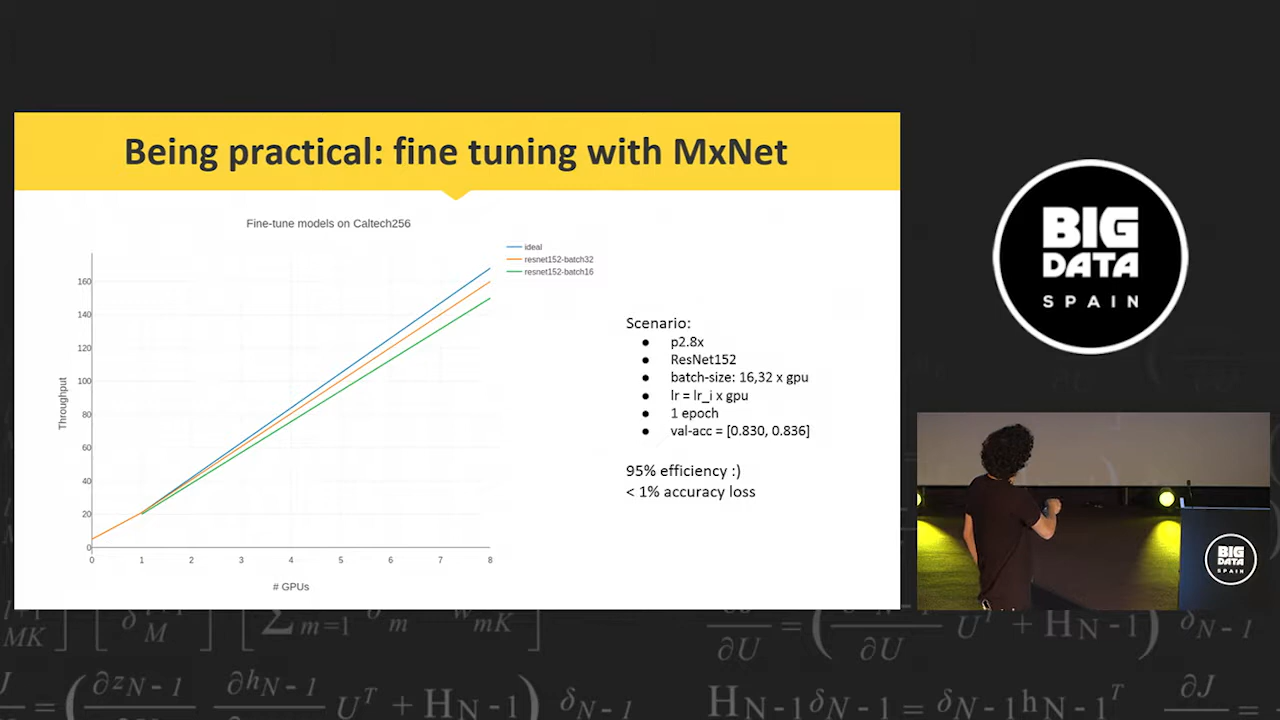 Being practical: fine tuning with MxNet
Fine-tune models on Caltech256
ideal
resnet152-batch32
resnet152-batch16
Throughput
160
140
120
100
80
60
40
20
0
0 1 2 3 4 5 6 7 8
# GPUs
Scenario:
● p2.8x
● ResNet152
● batch-size: 16,32 x gpu
● lr = lr_i x gpu
● 1 epoch
● val-acc = [0.830, 0.836]
95% efficiency :)
< 1% accuracy loss
BIG
DATA
SPAIN
BIG
DATA
SPAIN